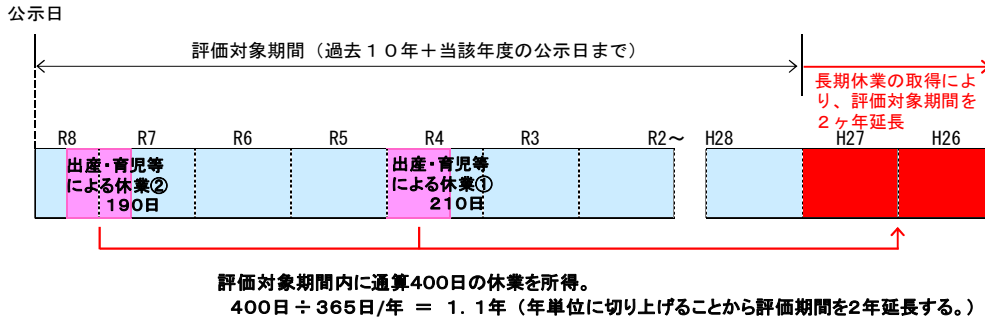 公示日
評価対象期間（過去１０年＋当該年度の公示日まで）
長期休業の取得によ
り、評価対象期間を
２ヶ年延長
R8 R7 R6 R5 R4 R3 R2～ H28 H27 H26
出産・育児等
による休業②
190日
出産・育児等
による休業①
210日
評価対象期間内に通算400日の休業を所得。
400日÷365日/年 ＝ 1.1年（年単位に切り上げることから評価期間を2年延長する。）